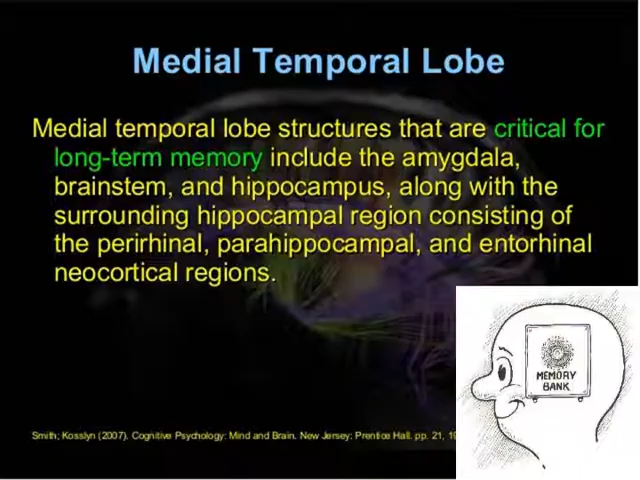 Medial Temporal Lobe
Medial temporal lobe structures that are critical for
long-term memory include the amygdala,
brainstem, and hippocampus, along with the
surrounding hippocampal region consisting of
the perirhinal, parahippocampal, and entorhinal
neocortical regions.
MEMORY
BANK
Smith; Kosslyn (2007). Cognitive Psychology: Mind and Brain. New Jersey: Prentice Hall. pp. 21,